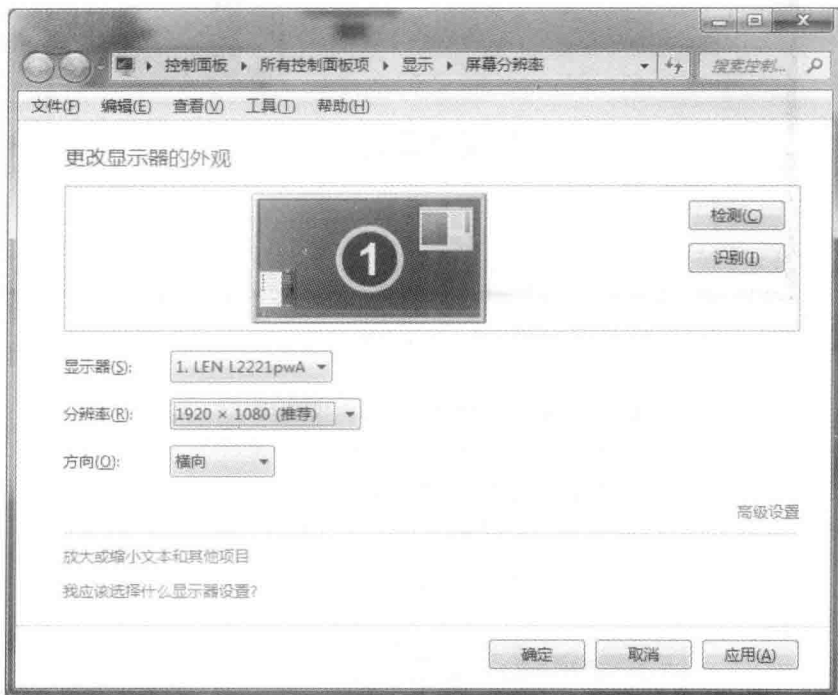 控制面板 ▸ 所有控制面板项 ▸ 显示 ▸ 屏幕分辨率 搜索控制...
文件(F) 编辑(E) 查看(V) 工具(T) 帮助(H)
更改显示器的外观
1
检测(C)
识别(I)
显示器(S): 1. LEN L2221pwA
分辨率(R): 1920 × 1080 (推荐)
方向(O): 横向
高级设置
放大或缩小文本和其他项目
我应该选择什么显示器设置?
确定 取消 应用(A)